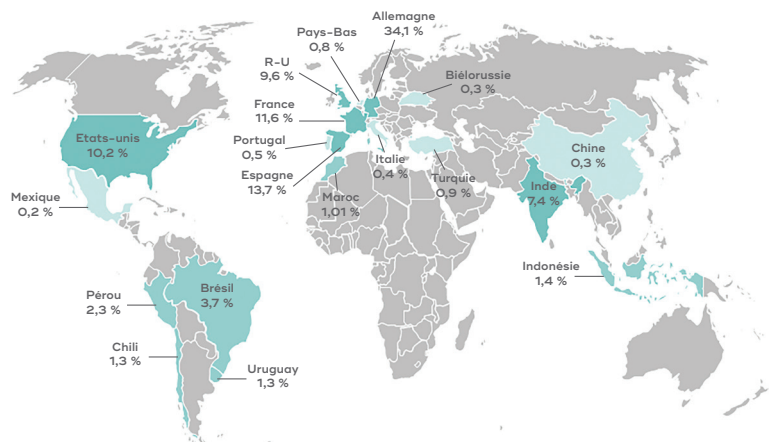 Allemagne
34,1 %
Pays-Bas
0,8 %
R-U
9,6 %
Biélorussie
0,3 %
France
11,6 %
Etats-unis
10,2 %
Portugal
0,5 %
Italie
0,4 %
Chine
0,3 %
Espagne
13,7 %
Turquie
0,9 %
Inde
7,4 %
Mexique
0,2 %
Maroc
1,01 %
Indonésie
1,4 %
Brésil
3,7 %
Pérou
2,3 %
Chili
1,3 %
Uruguay
1,3 %